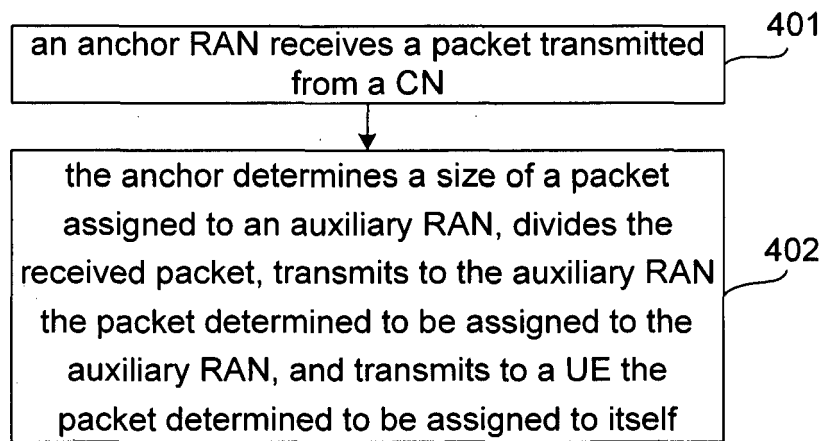 an anchor RAN receives a packet transmitted
from a CN
401
the anchor determines a size of a packet
assigned to an auxiliary RAN, divides the
received packet, transmits to the auxiliary RAN
the packet determined to be assigned to the
auxiliary RAN, and transmits to a UE the
packet determined to be assigned to itself
402